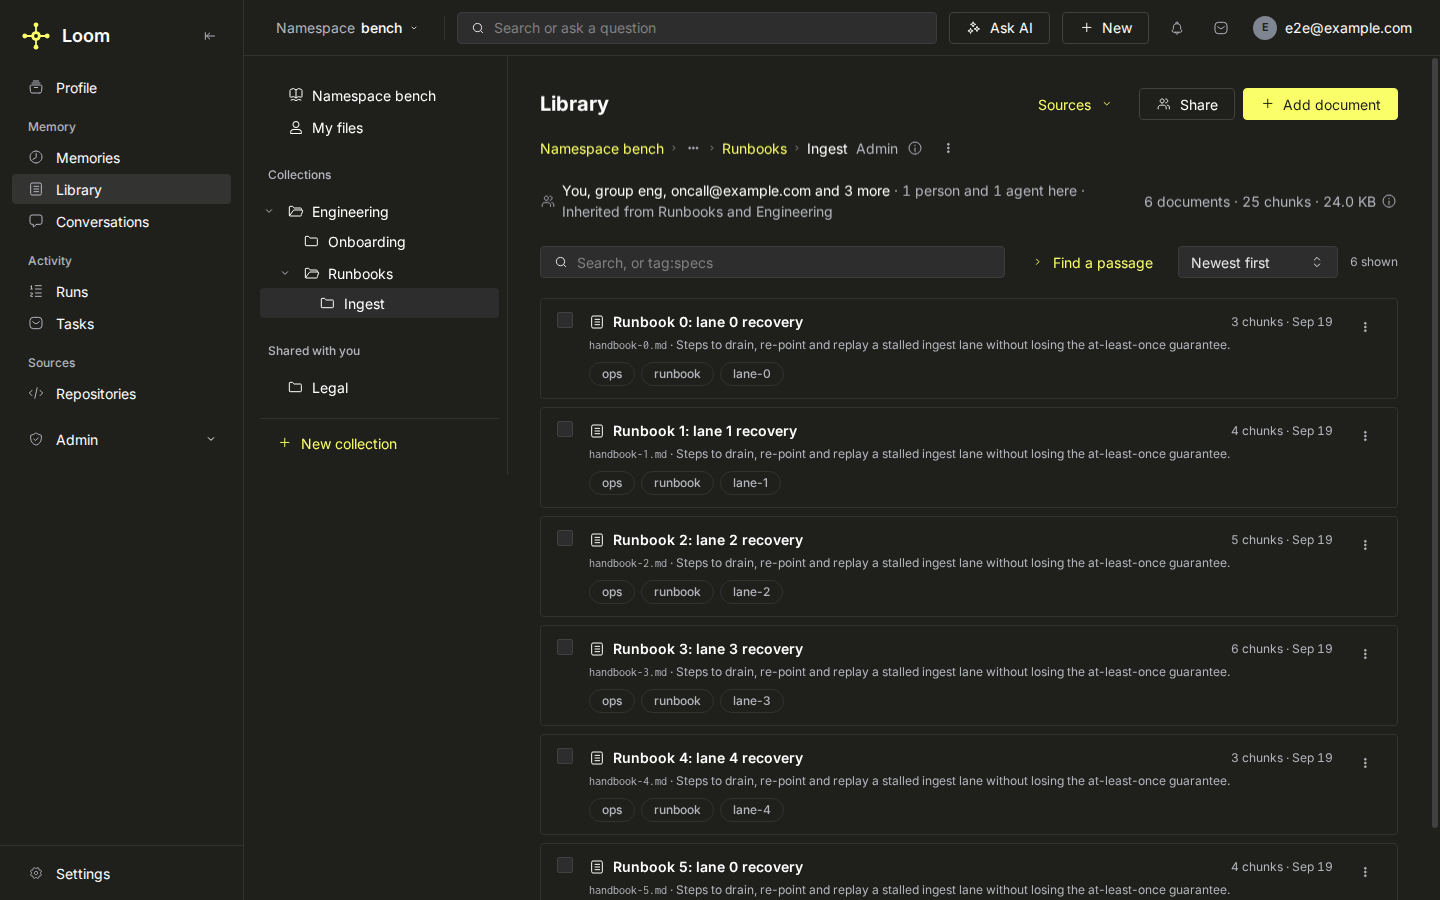 Loom
Profile
Memory
Memories
Library
Conversations
Activity
Runs
Tasks
Sources
Repositories
Admin
Settings
Namespace bench
Search or ask a question
Ask AI
New
E
e2e@example.com
Namespace bench
My files
Collections
Engineering
Onboarding
Runbooks
Ingest
Shared with you
Legal
New collection
Library
Sources
Share
Add document
Namespace bench › ··· › Runbooks › Ingest Admin
You, group eng, oncall@example.com and 3 more · 1 person and 1 agent here ·
Inherited from Runbooks and Engineering
6 documents · 25 chunks · 24.0 KB
Search, or tag:specs
Find a passage
Newest first
6 shown
Runbook 0: lane 0 recovery
3 chunks · Sep 19
handbook-0.md · Steps to drain, re-point and replay a stalled ingest lane without losing the at-least-once guarantee.
ops runbook lane-0
Runbook 1: lane 1 recovery
4 chunks · Sep 19
handbook-1.md · Steps to drain, re-point and replay a stalled ingest lane without losing the at-least-once guarantee.
ops runbook lane-1
Runbook 2: lane 2 recovery
5 chunks · Sep 19
handbook-2.md · Steps to drain, re-point and replay a stalled ingest lane without losing the at-least-once guarantee.
ops runbook lane-2
Runbook 3: lane 3 recovery
6 chunks · Sep 19
handbook-3.md · Steps to drain, re-point and replay a stalled ingest lane without losing the at-least-once guarantee.
ops runbook lane-3
Runbook 4: lane 4 recovery
3 chunks · Sep 19
handbook-4.md · Steps to drain, re-point and replay a stalled ingest lane without losing the at-least-once guarantee.
ops runbook lane-4
Runbook 5: lane 0 recovery
4 chunks · Sep 19
handbook-5.md · Steps to drain, re-point and replay a stalled ingest lane without losing the at-least-once guarantee.